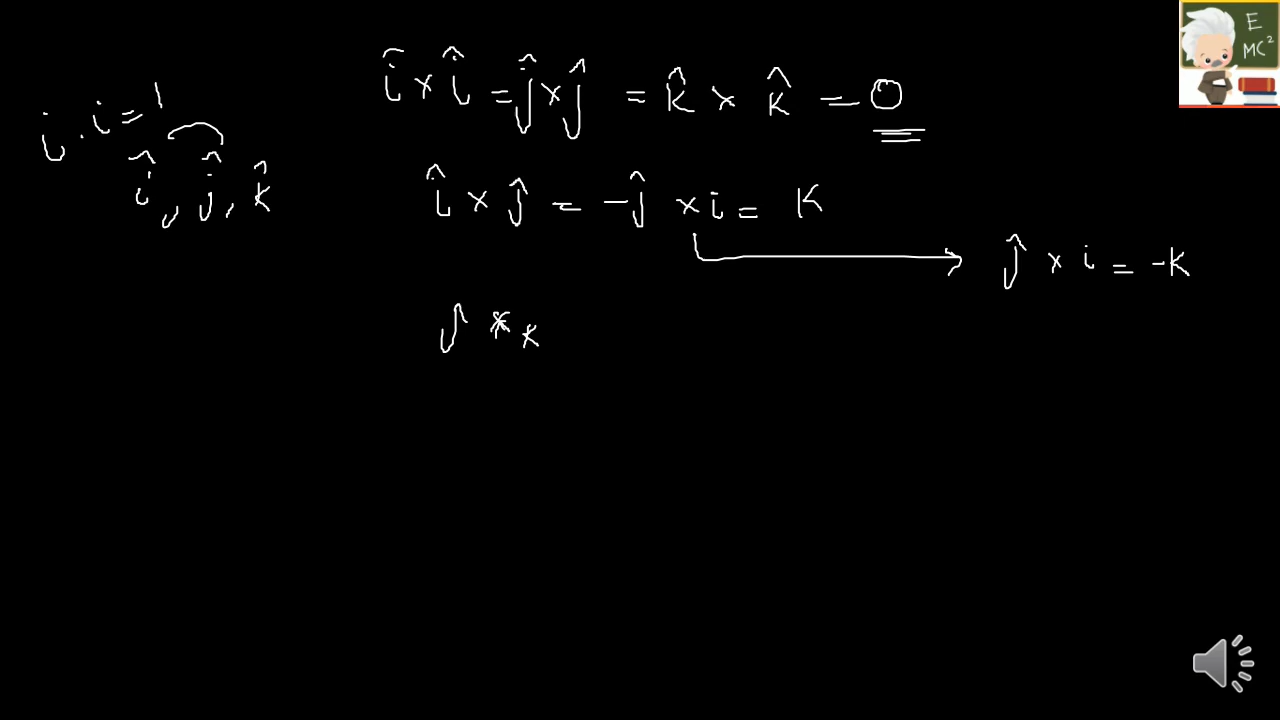 î × î = ĵ × ĵ = k̂ × k̂ = 0
i . i = 1
î, ĵ, k̂
î × ĵ = -ĵ × i = k
ĵ × i = -k
ĵ × k
E
MC²